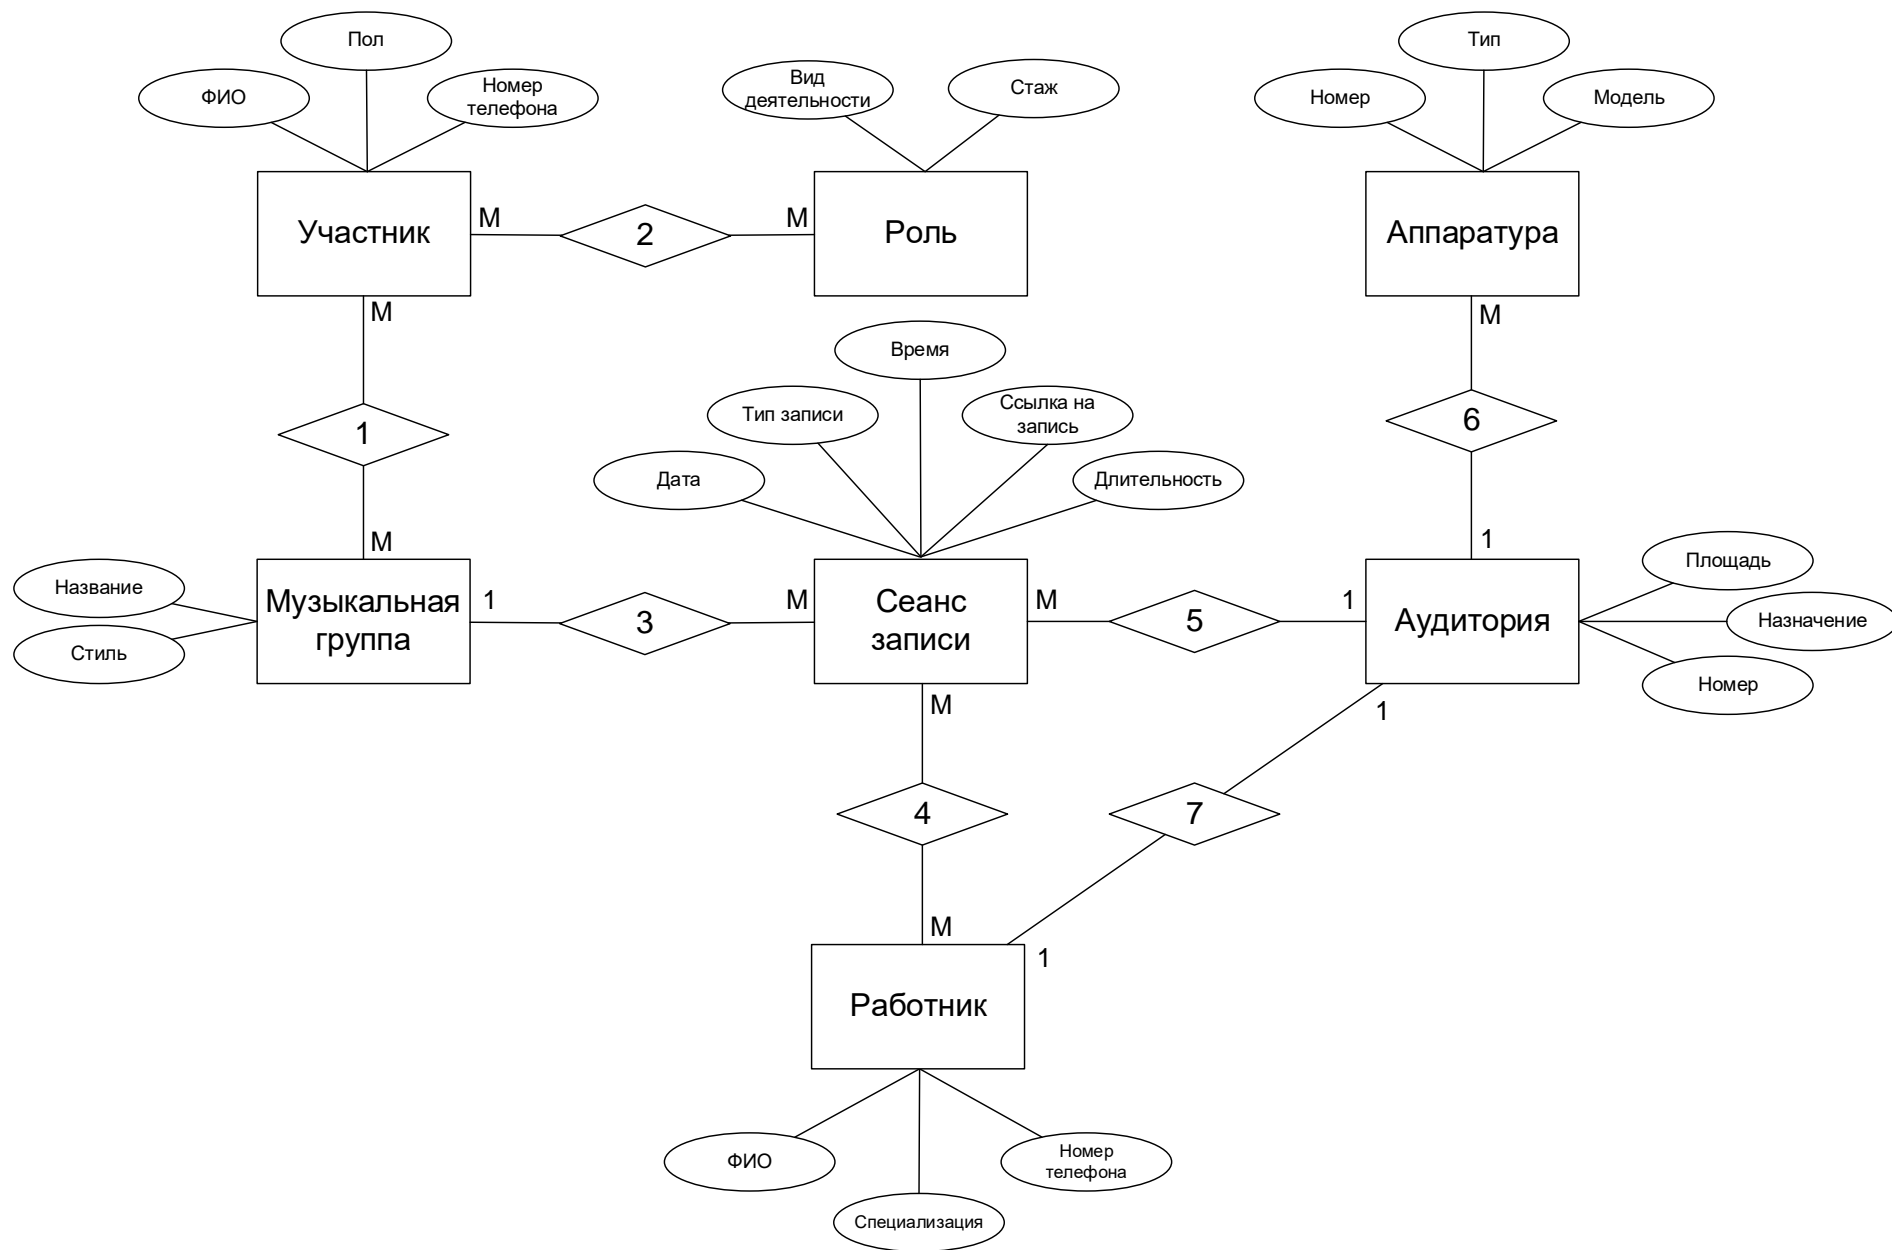 Пол
ФИО
Номер
телефона
Вид
деятельности
Стаж
Тип
Номер
Модель
Участник
М
2
М
Роль
Аппаратура
М
М
Время
Тип записи
Ссылка на
запись
Дата
Длительность
1
6
М
1
Название
Стиль
Музыкальная
группа
1
3
М
Сеанс
записи
М
5
1
Аудитория
Площадь
Назначение
Номер
М
1
4
7
М
1
Работник
ФИО
Номер
телефона
Специализация